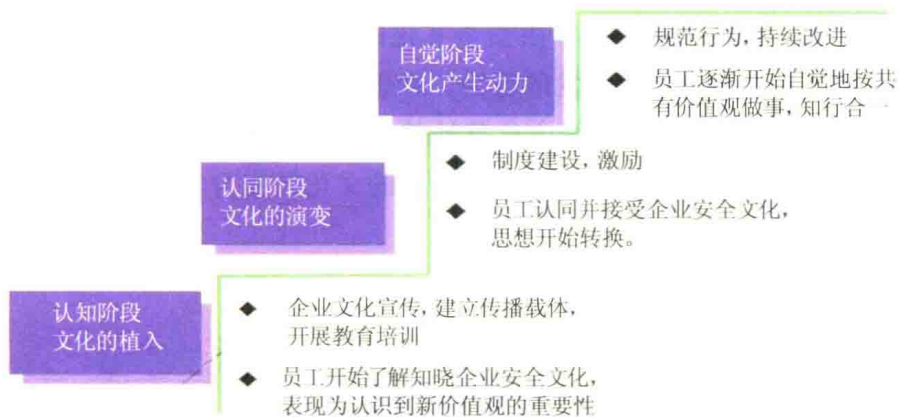 自觉阶段
文化产生动力
◆ 规范行为,持续改进
◆ 员工逐渐开始自觉地按共
有价值观做事,知行合一
认同阶段
文化的演变
◆ 制度建设,激励
◆ 员工认同并接受企业安全文化,
思想开始转换。
认知阶段
文化的植入
◆ 企业文化宣传,建立传播载体,
开展教育培训
◆ 员工开始了解知晓企业安全文化,
表现为认识到新价值观的重要性